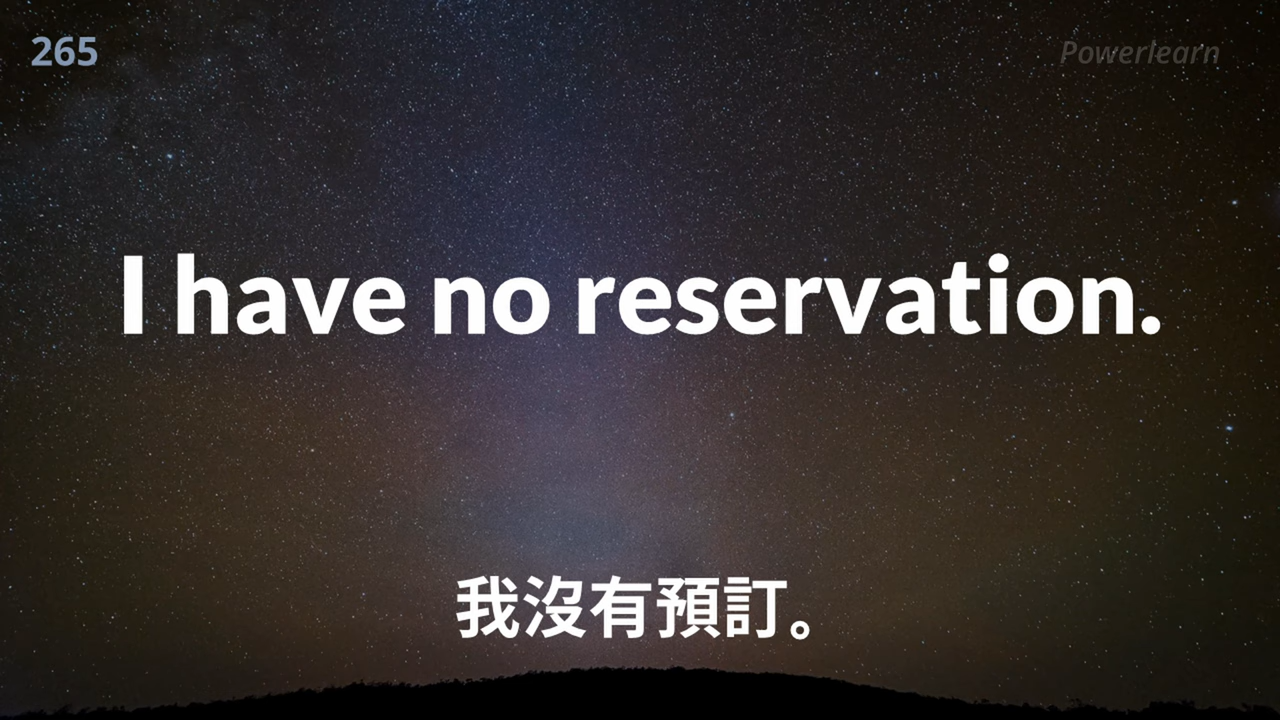 265
Powerlearn
I have no reservation.
我沒有預訂。